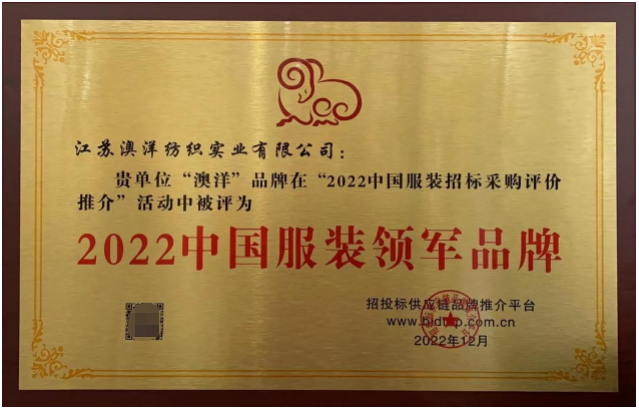 江苏澳洋纺织实业有限公司：
贵单位“澳洋”品牌在“2022中国服装招标采购评价
推介”活动中被评为
2022中国服装领军品牌
招投标供应链品牌推介平台
www.bidtop.com.cn
2022年12月